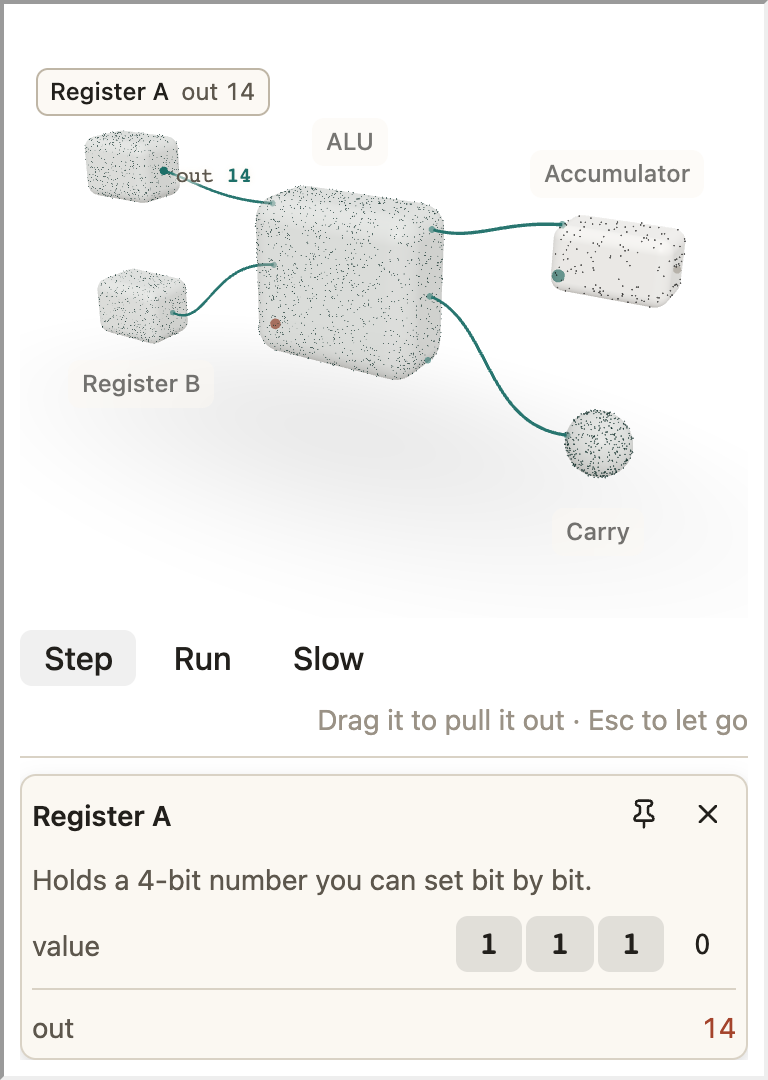 Register A out 14
ALU
out 14
Accumulator
Register B
Carry
Step Run Slow
Drag it to pull it out · Esc to let go
Register A
Holds a 4-bit number you can set bit by bit.
value 1 1 1 0
out 14